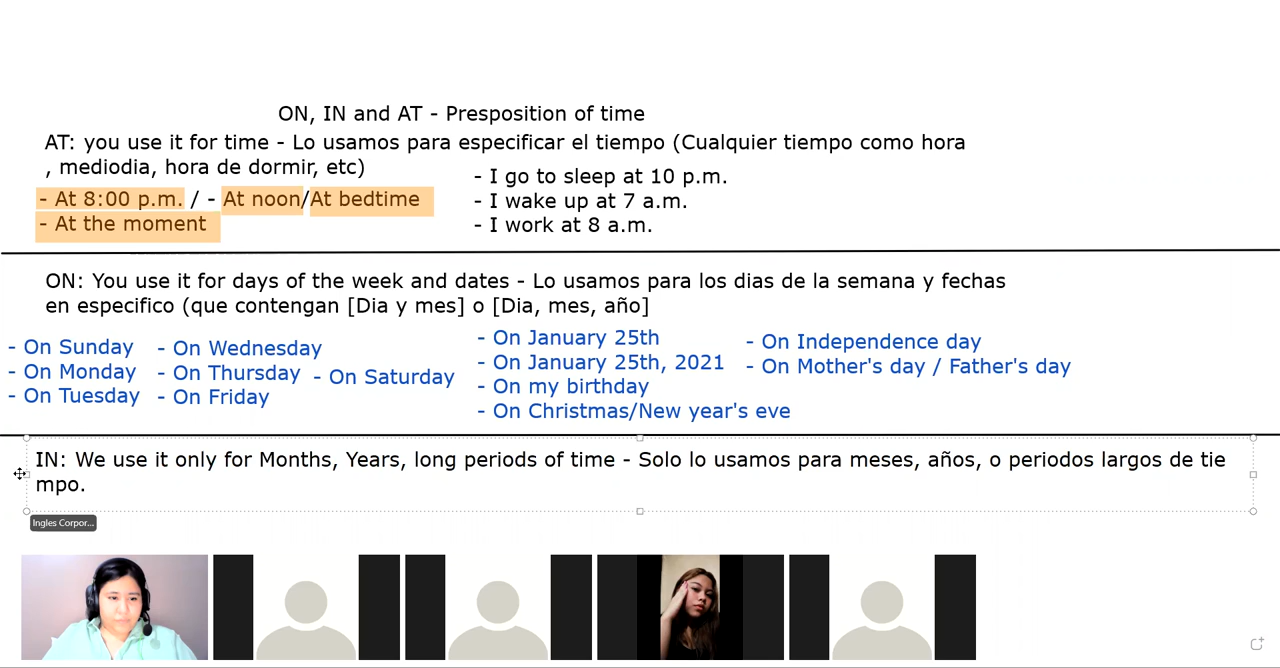 ON, IN and AT - Presposition of time
AT: you use it for time - Lo usamos para especificar el tiempo (Cualquier tiempo como hora
, mediodia, hora de dormir, etc)
- At 8:00 p.m. / - At noon/At bedtime
- At the moment
- I go to sleep at 10 p.m.
- I wake up at 7 a.m.
- I work at 8 a.m.
ON: You use it for days of the week and dates - Lo usamos para los dias de la semana y fechas
en especifico (que contengan [Dia y mes] o [Dia, mes, año]
- On Sunday
- On Monday
- On Tuesday
- On Wednesday
- On Thursday
- On Friday
- On Saturday
- On January 25th
- On January 25th, 2021
- On my birthday
- On Christmas/New year's eve
- On Independence day
- On Mother's day / Father's day
IN: We use it only for Months, Years, long periods of time - Solo lo usamos para meses, años, o periodos largos de tie
mpo.
Ingles Corpor...